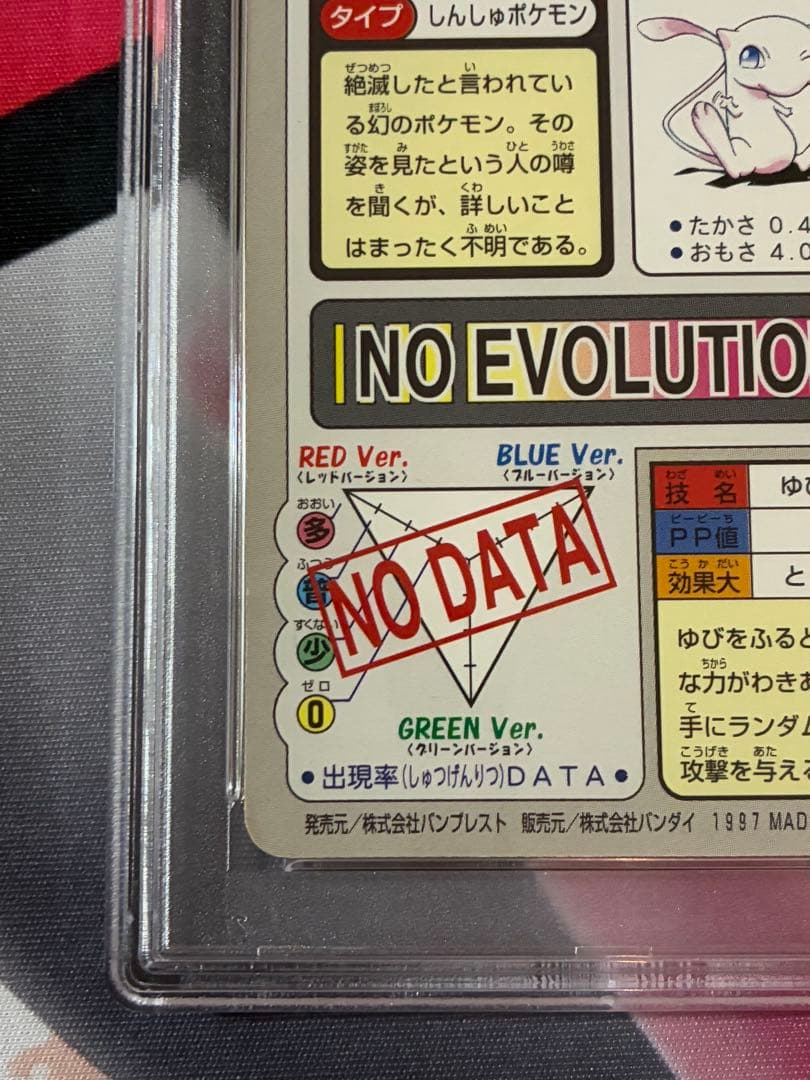 タイプ しんしゅポケモン
絶滅したと言われてい
る幻のポケモン。その
姿を見たという人の噂
を聞くが、詳しいこと
はまったく不明である。
●たかさ 0.4
●おもさ 4.0
NO EVOLUTIO
RED Ver.
〈レッドバージョン〉
BLUE Ver.
〈ブルーバージョン〉
おおい
多
ふつう
普
すくない
少
ゼロ
0
NO DATA
GREEN Ver.
〈グリーンバージョン〉
●出現率(しゅつげんりつ)DATA●
技名 ゆび
PP値
効果大 と
ゆびをふると
な力がわきあ
手にランダム
攻撃を与える
発売元/株式会社バンプレスト 販売元/株式会社バンダイ 1997 MAD